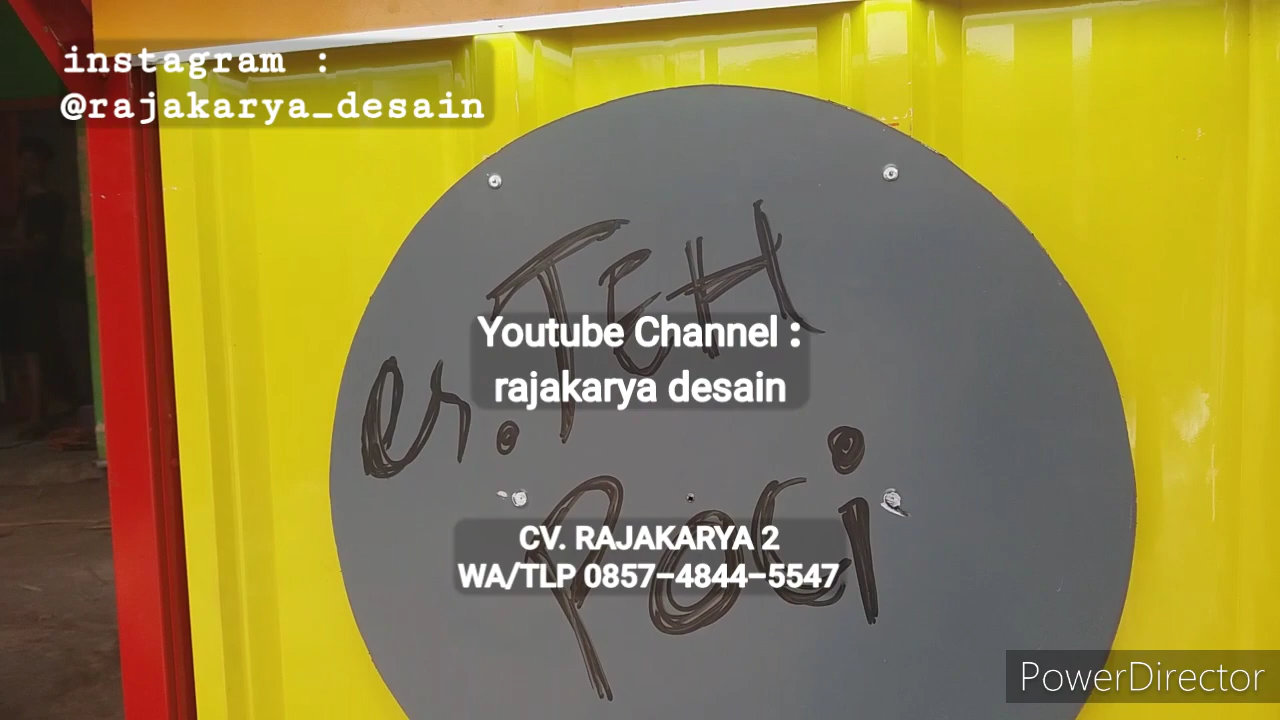 instagram :
@rajakarya_desain
TEH
Youtube Channel :
rajakarya desain
es.
POCi
CV. RAJAKARYA 2
WA/TLP 0857-4844-5547
PowerDirector